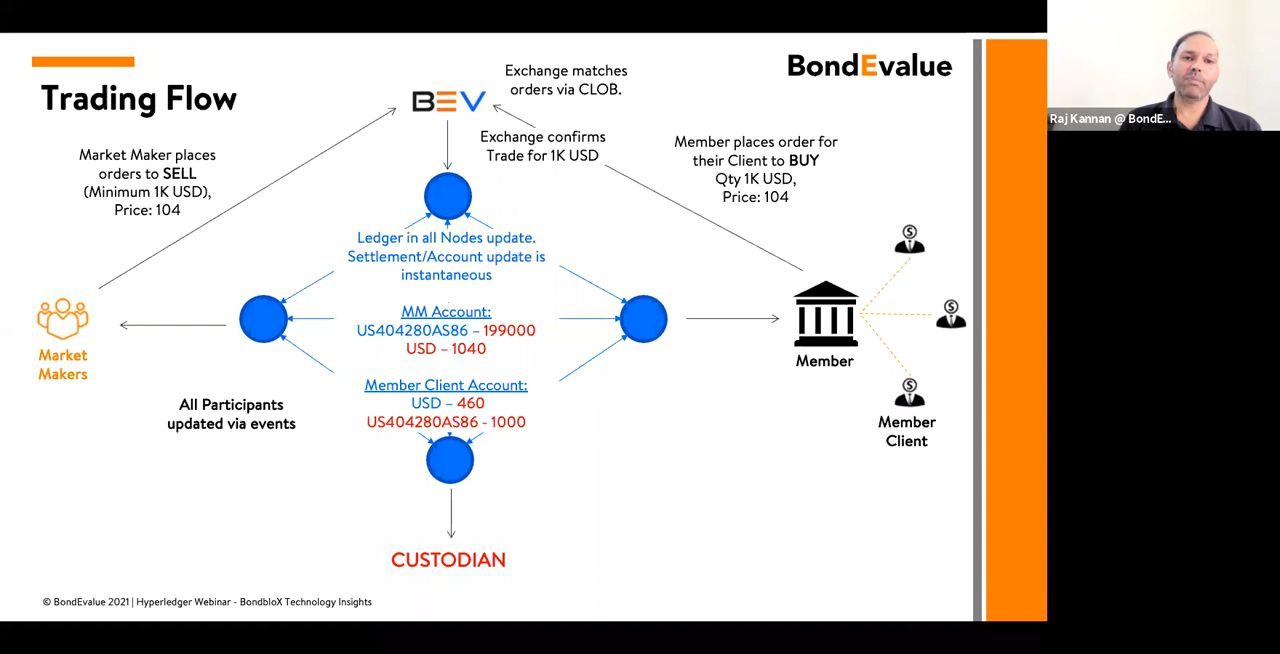 Trading Flow
BondEvalue
BEV
Exchange matches
orders via CLOB.
Exchange confirms
Trade for 1K USD
Market Maker places
orders to SELL
(Minimum 1K USD),
Price: 104
Member places order for
their Client to BUY
Qty 1K USD,
Price: 104
Raj Kannan @ BondE...
Ledger in all Nodes update.
Settlement/Account update is
instantaneous
MM Account:
US404280AS86 – 199000
USD – 1040
Member Client Account:
USD – 460
US404280AS86 - 1000
Market
Makers
All Participants
updated via events
Member
Member
Client
CUSTODIAN
© BondEvalue 2021 | Hyperledger Webinar - BondbloX Technology Insights